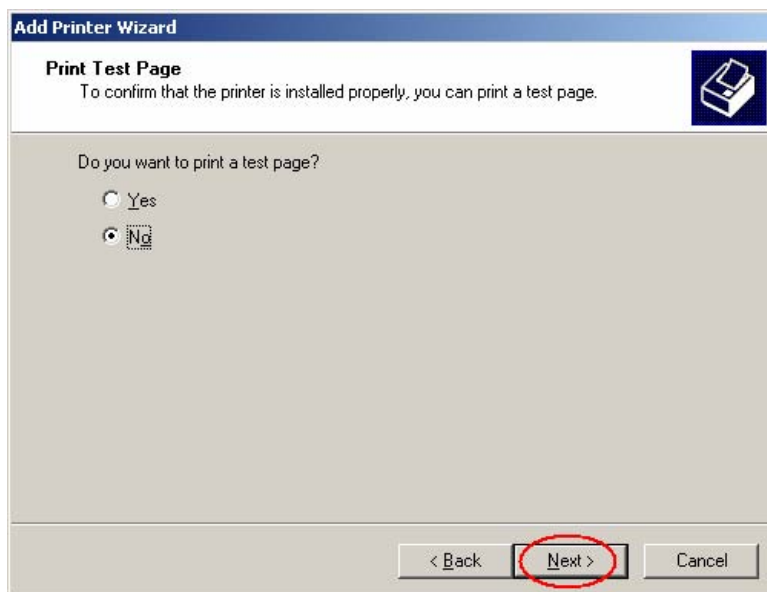 Add Printer Wizard
Print Test Page
To confirm that the printer is installed properly, you can print a test page.
Do you want to print a test page?
Yes
No
< Back
Next >
Cancel